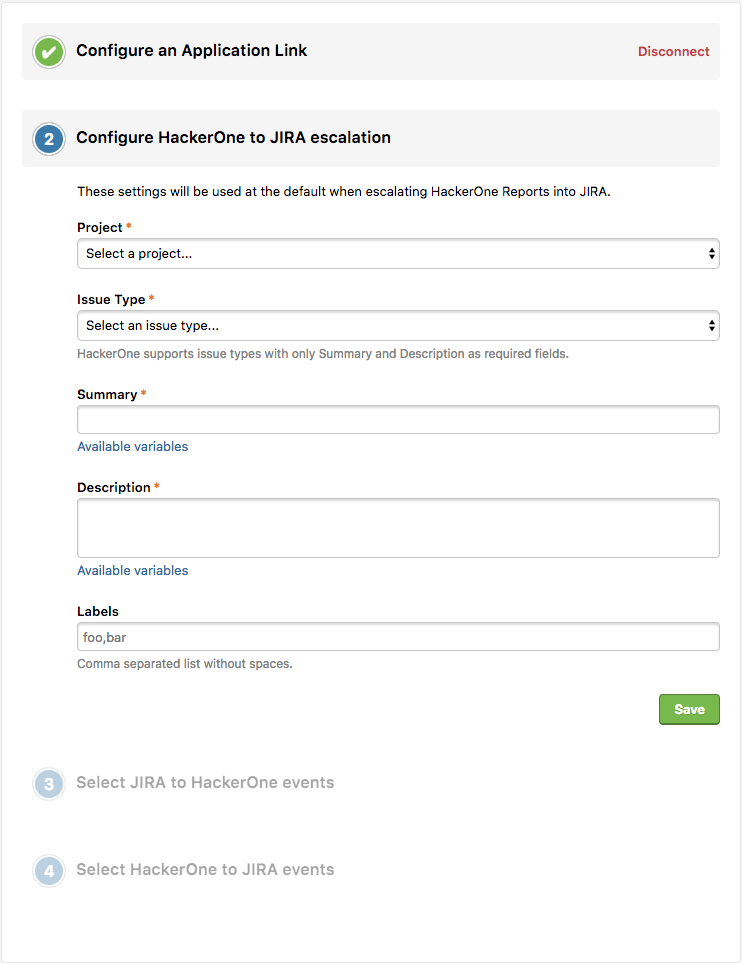 Configure an Application Link
Disconnect
2
Configure HackerOne to JIRA escalation
These settings will be used at the default when escalating HackerOne Reports into JIRA.
Project *
Select a project...
Issue Type *
Select an issue type...
HackerOne supports issue types with only Summary and Description as required fields.
Summary *
Available variables
Description *
Available variables
Labels
foo,bar
Comma separated list without spaces.
Save
3
Select JIRA to HackerOne events
4
Select HackerOne to JIRA events